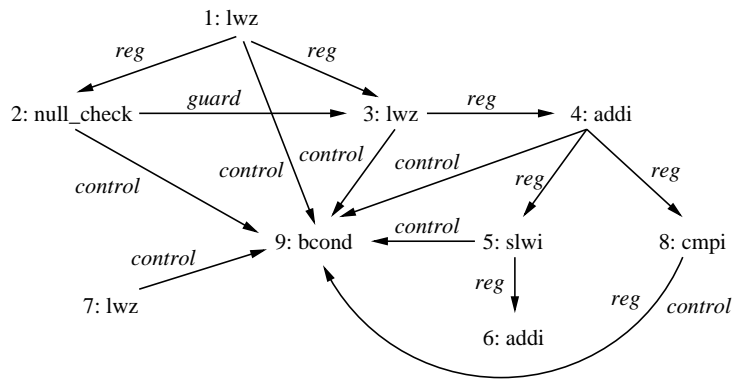 1: lwz
reg
reg
2: null_check
guard
3: lwz
reg
4: addi
control
control
control
control
reg
reg
control
9: bcond
control
5: slwi
8: cmpi
control
7: lwz
reg
reg
control
6: addi